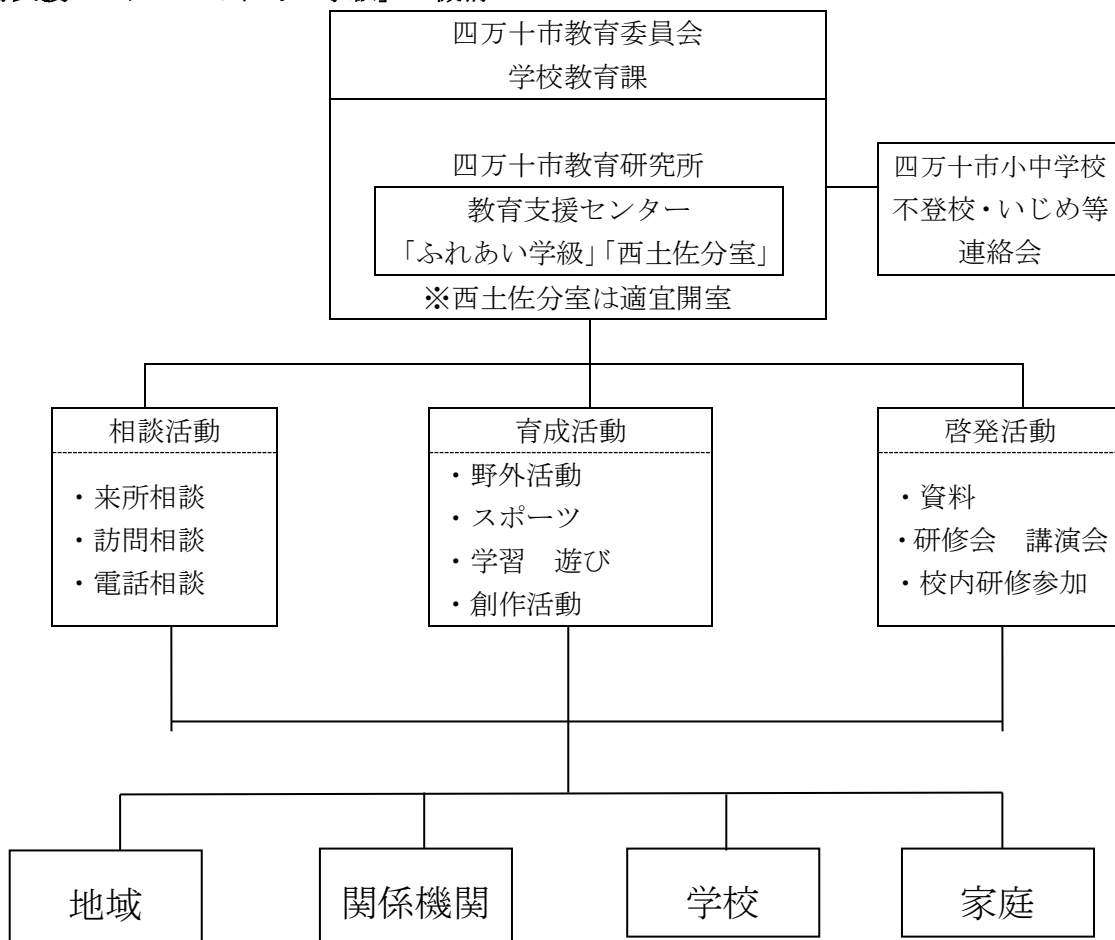 四万十市教育委員会
学校教育課
四万十市教育研究所
教育支援センター
「ふれあい学級」「西土佐分室」
※西土佐分室は適宜開室
四万十市小中学校
不登校・いじめ等
連絡会
相談活動
・来所相談
・訪問相談
・電話相談
育成活動
・野外活動
・スポーツ
・学習　遊び
・創作活動
啓発活動
・資料
・研修会　講演会
・校内研修参加
地域
関係機関
学校
家庭